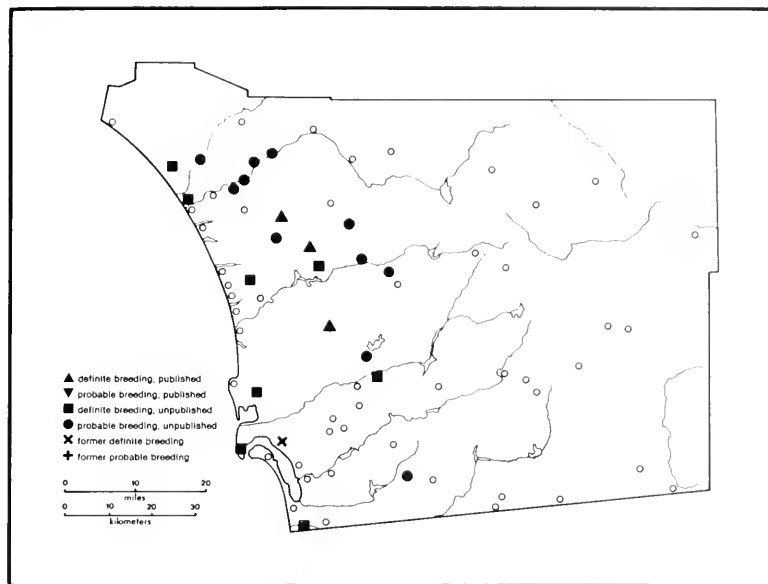 definite breeding, published
probable breeding, published
definite breeding, unpublished
probable breeding, unpublished
former definite breeding
former probable breeding
0 10 20
miles
0 10 20 30
kilometers